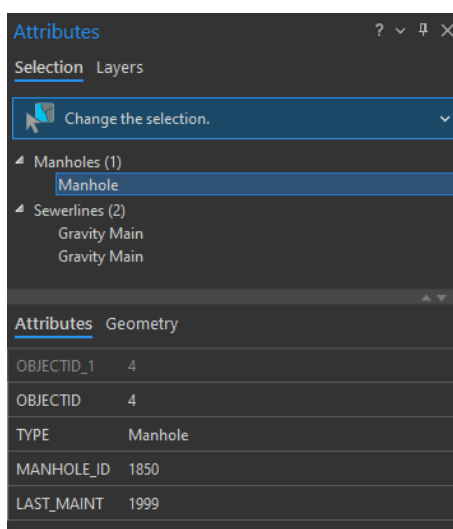 Attributes ?
Selection Layers
Change the selection.
Manholes (1)
Manhole
Sewerlines (2)
Gravity Main
Gravity Main
Attributes Geometry
OBJECTID_1 4
OBJECTID 4
TYPE Manhole
MANHOLE_ID 1850
LAST_MAINT 1999